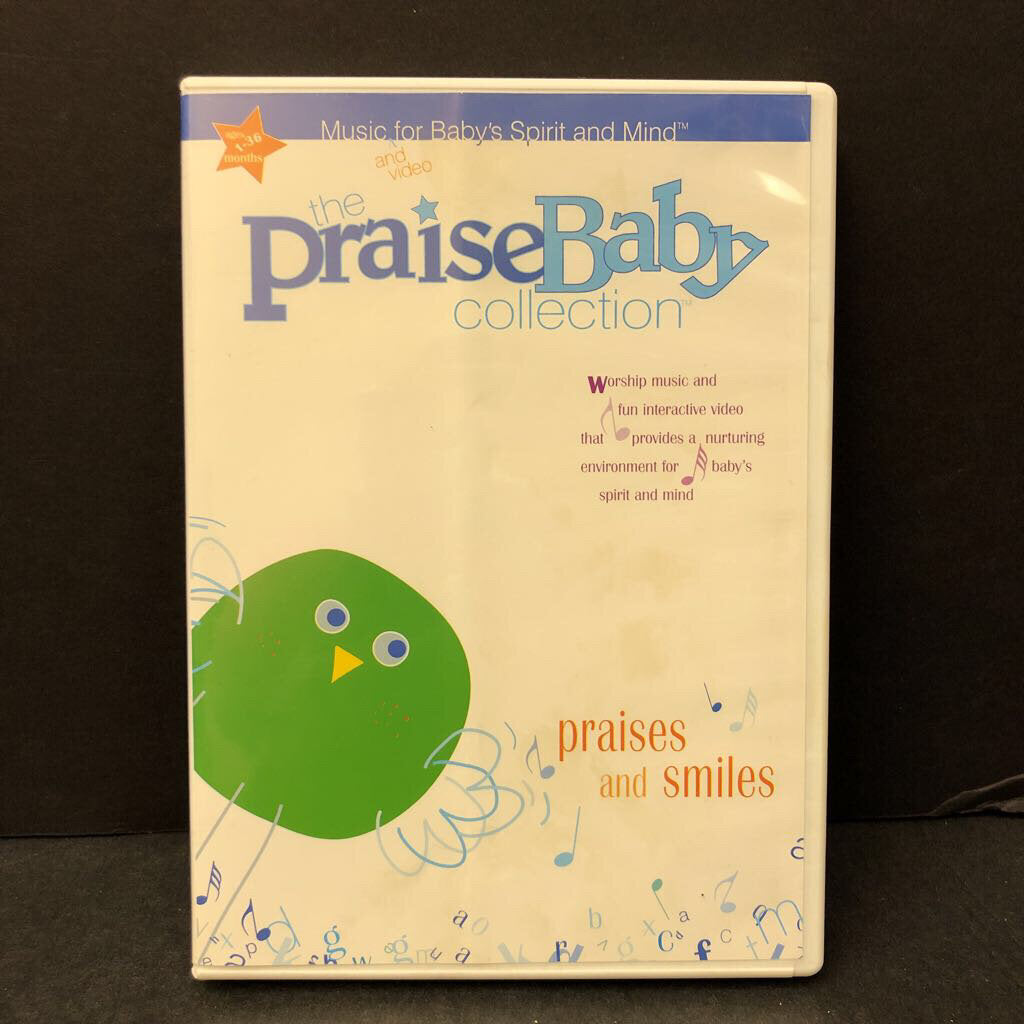 ages
1-36
months
Music for Baby's Spirit and Mind™
and
video
the
praiseBaby
collection™
Worship music and
fun interactive video
that provides a nurturing
environment for baby's
spirit and mind
praises
and smiles